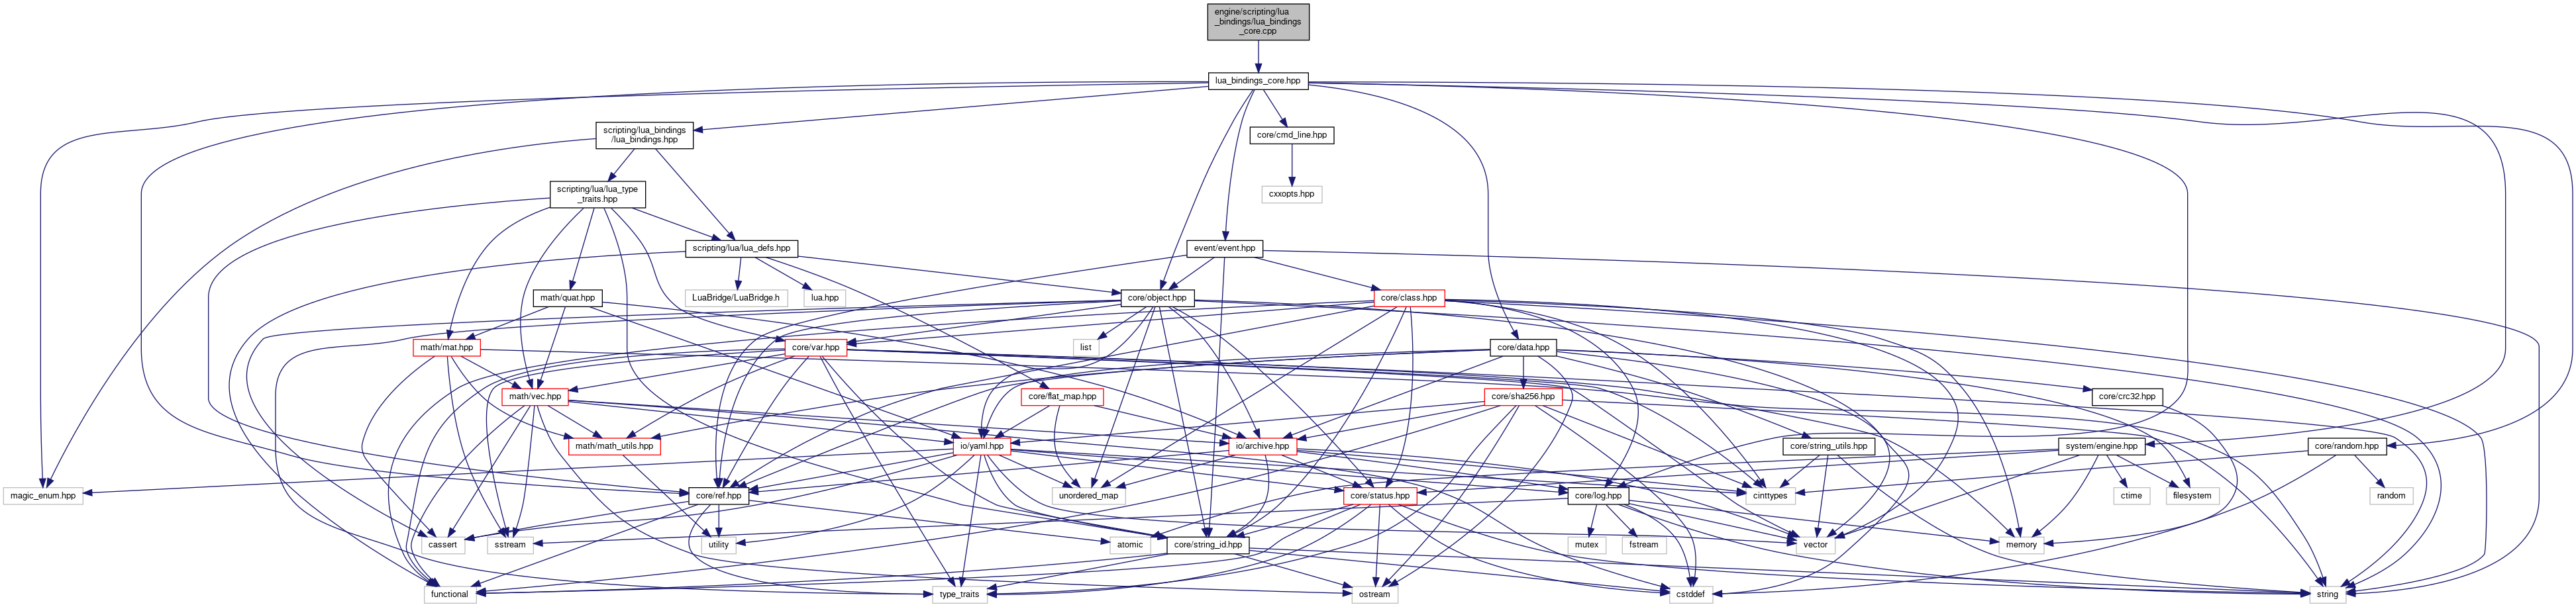 engine/scripting/lua
_bindings/lua_bindings
_core.cpp
lua_bindings_core.hpp
scripting/lua_bindings
/lua_bindings.hpp
core/cmd_line.hpp
scripting/lua/lua_type
_traits.hpp
cxxopts.hpp
scripting/lua/lua_defs.hpp
event/event.hpp
math/quat.hpp
LuaBridge/LuaBridge.h
lua.hpp
core/object.hpp
core/class.hpp
math/mat.hpp
list
core/var.hpp
core/data.hpp
math/vec.hpp
core/flat_map.hpp
core/sha256.hpp
core/crc32.hpp
math/math_utils.hpp
io/yaml.hpp
io/archive.hpp
core/string_utils.hpp
system/engine.hpp
core/random.hpp
magic_enum.hpp
core/ref.hpp
unordered_map
core/status.hpp
core/log.hpp
cinttypes
ctime
filesystem
random
cassert
sstream
utility
atomic
core/string_id.hpp
mutex
fstream
vector
memory
functional
type_traits
ostream
cstddef
string